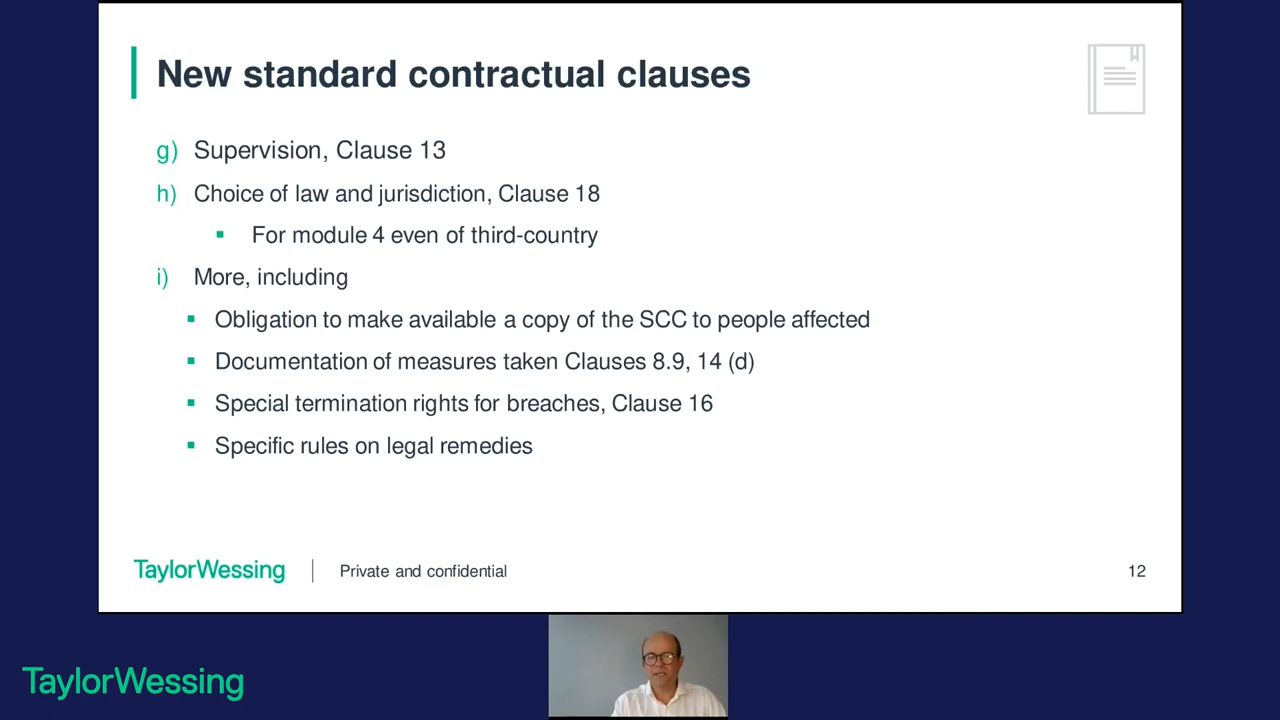 New standard contractual clauses
g) Supervision, Clause 13
h) Choice of law and jurisdiction, Clause 18
▪ For module 4 even of third-country
i) More, including
▪ Obligation to make available a copy of the SCC to people affected
▪ Documentation of measures taken Clauses 8.9, 14 (d)
▪ Special termination rights for breaches, Clause 16
▪ Specific rules on legal remedies
TaylorWessing | Private and confidential 12
TaylorWessing